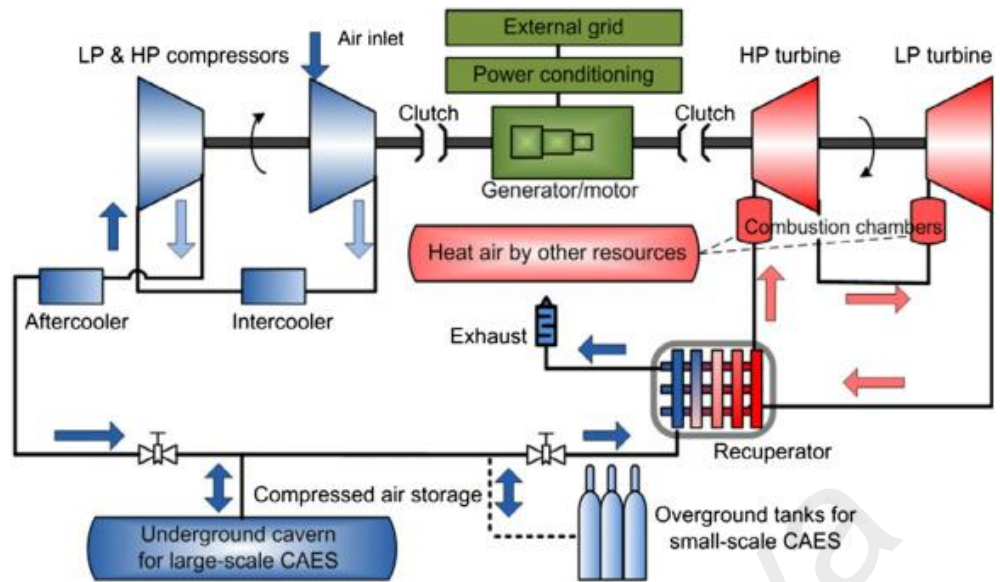 External grid
Air inlet
LP & HP compressors
HP turbine
LP turbine
Power conditioning
Clutch
Clutch
Generator/motor
Combustion chambers
Heat air by other resources
Aftercooler
Intercooler
Exhaust
Recuperator
Compressed air storage
Underground cavern
for large-scale CAES
Overground tanks for
small-scale CAES